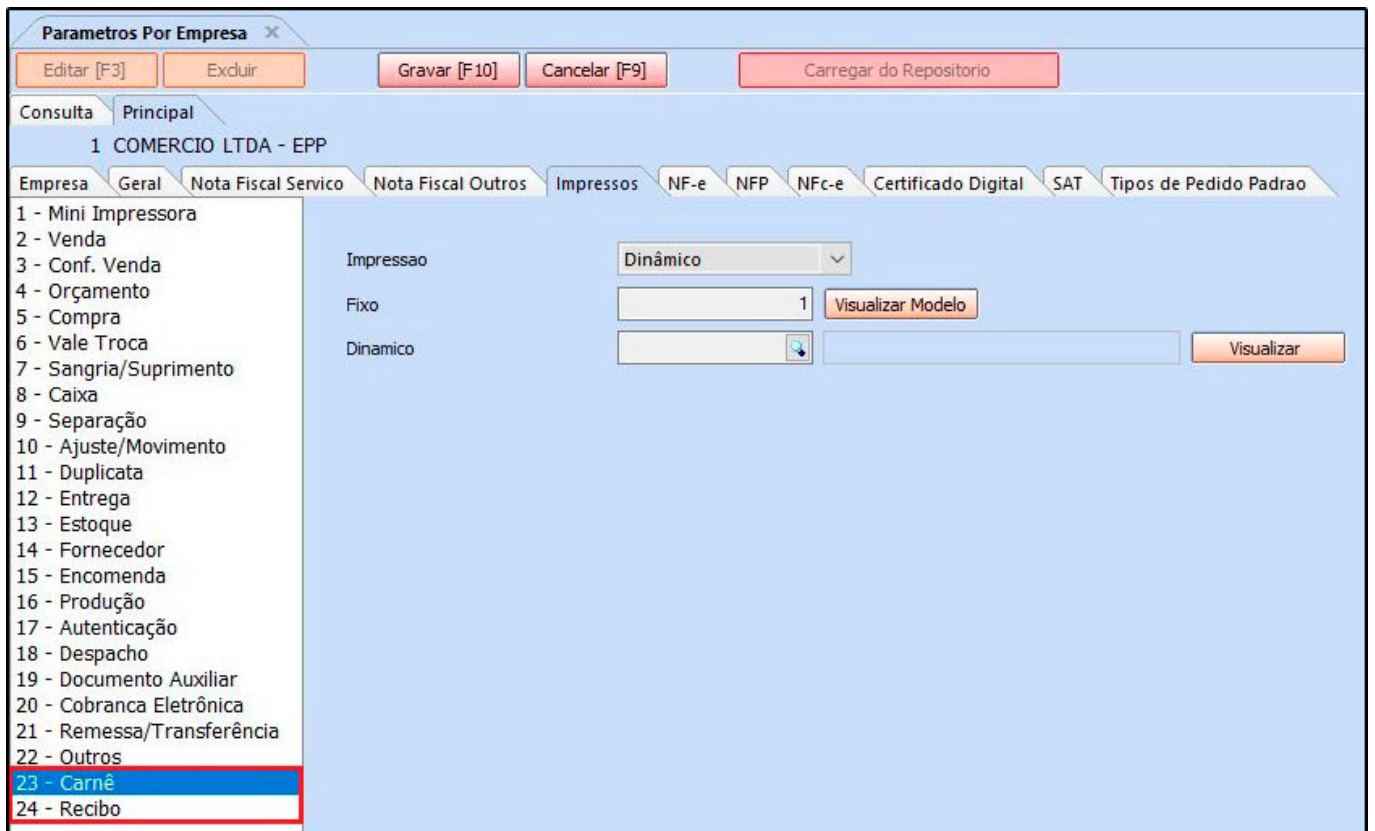 Parametros Por Empresa
Editar [F3] Excluir Gravar [F10] Cancelar [F9] Carregar do Repositorio
Consulta Principal
1 COMERCIO LTDA - EPP
Empresa Geral Nota Fiscal Servico Nota Fiscal Outros Impressos NF-e NFP NFc-e Certificado Digital SAT Tipos de Pedido Padrao
1 - Mini Impressora
2 - Venda
3 - Conf. Venda
4 - Orçamento
5 - Compra
6 - Vale Troca
7 - Sangria/Suprimento
8 - Caixa
9 - Separação
10 - Ajuste/Movimento
11 - Duplicata
12 - Entrega
13 - Estoque
14 - Fornecedor
15 - Encomenda
16 - Produção
17 - Autenticação
18 - Despacho
19 - Documento Auxiliar
20 - Cobranca Eletrônica
21 - Remessa/Transferência
22 - Outros
23 - Carnê
24 - Recibo
Impressao Dinâmico
Fixo 1 Visualizar Modelo
Dinamico Visualizar